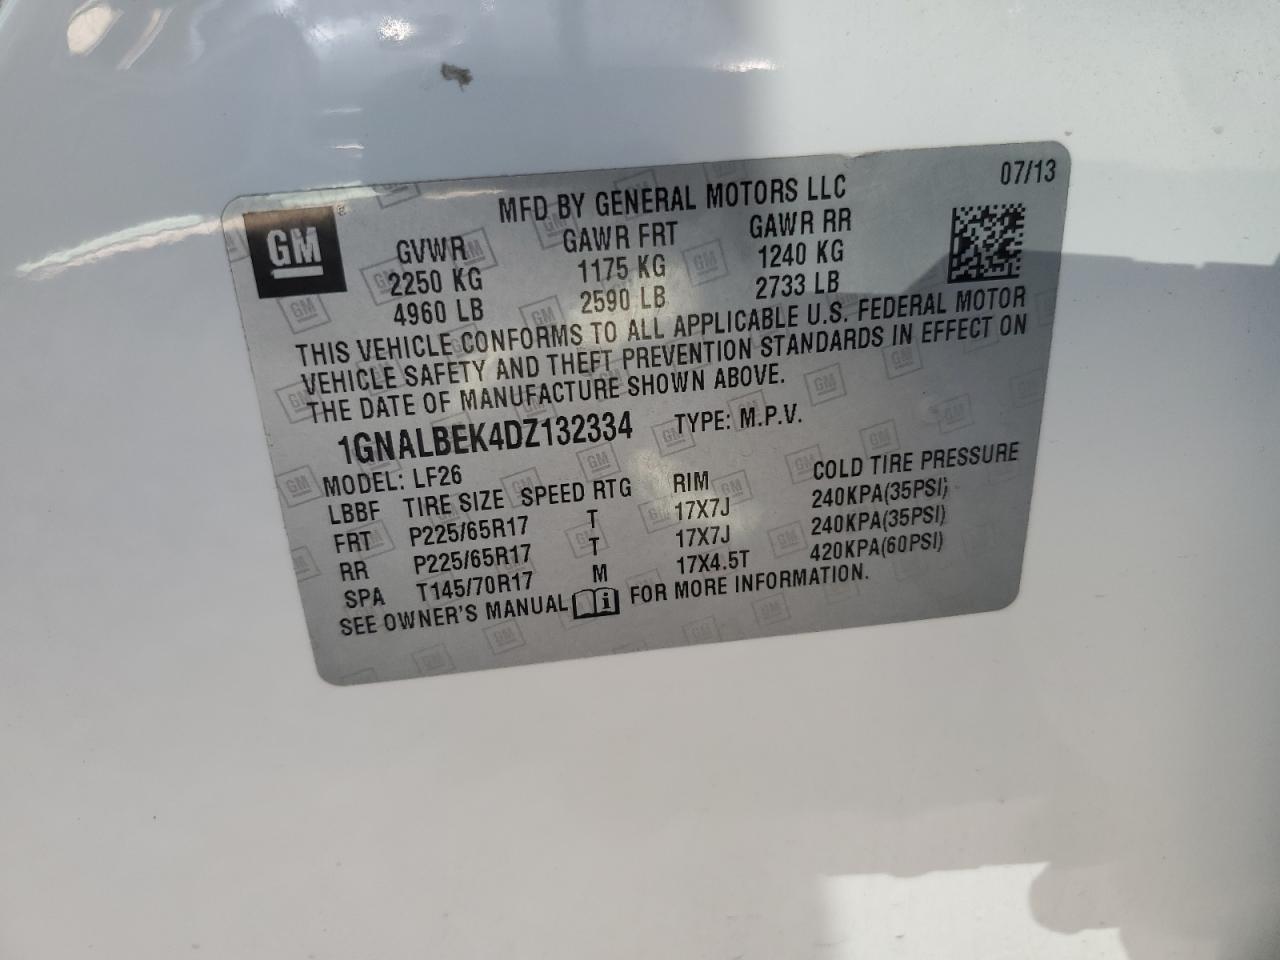 07/13
MFD BY GENERAL MOTORS LLC
GM ®
GVWR GAWR FRT GAWR RR
2250 KG 1175 KG 1240 KG
4960 LB 2590 LB 2733 LB
THIS VEHICLE CONFORMS TO ALL APPLICABLE U.S. FEDERAL MOTOR
VEHICLE SAFETY AND THEFT PREVENTION STANDARDS IN EFFECT ON
THE DATE OF MANUFACTURE SHOWN ABOVE.
1GNALBEK4DZ132334 TYPE: M.P.V.
MODEL: LF26
LBBF TIRE SIZE SPEED RTG RIM COLD TIRE PRESSURE
FRT P225/65R17 T 17X7J 240KPA(35PSI)
RR P225/65R17 T 17X7J 240KPA(35PSI)
SPA T145/70R17 M 17X4.5T 420KPA(60PSI)
SEE OWNER'S MANUAL i FOR MORE INFORMATION.